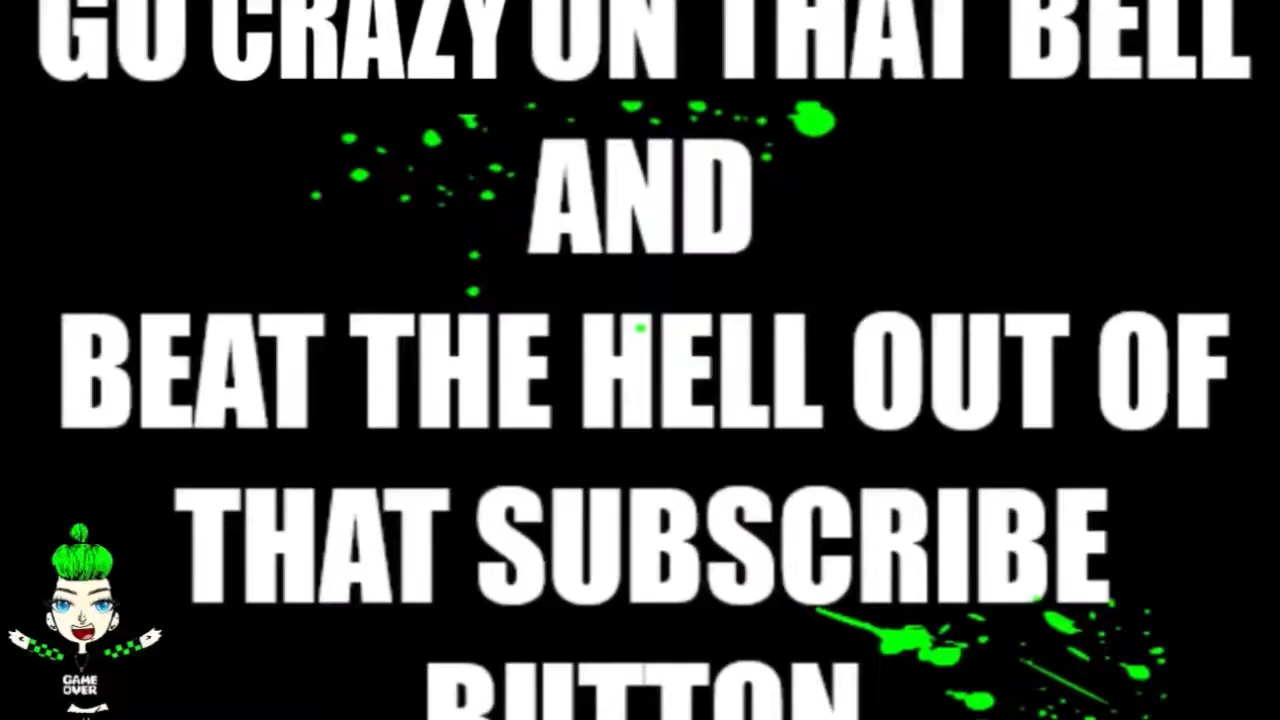 GO CRAZY ON THAT BELL
AND
BEAT THE HELL OUT OF
THAT SUBSCRIBE
BUTTON
GAME
OVER